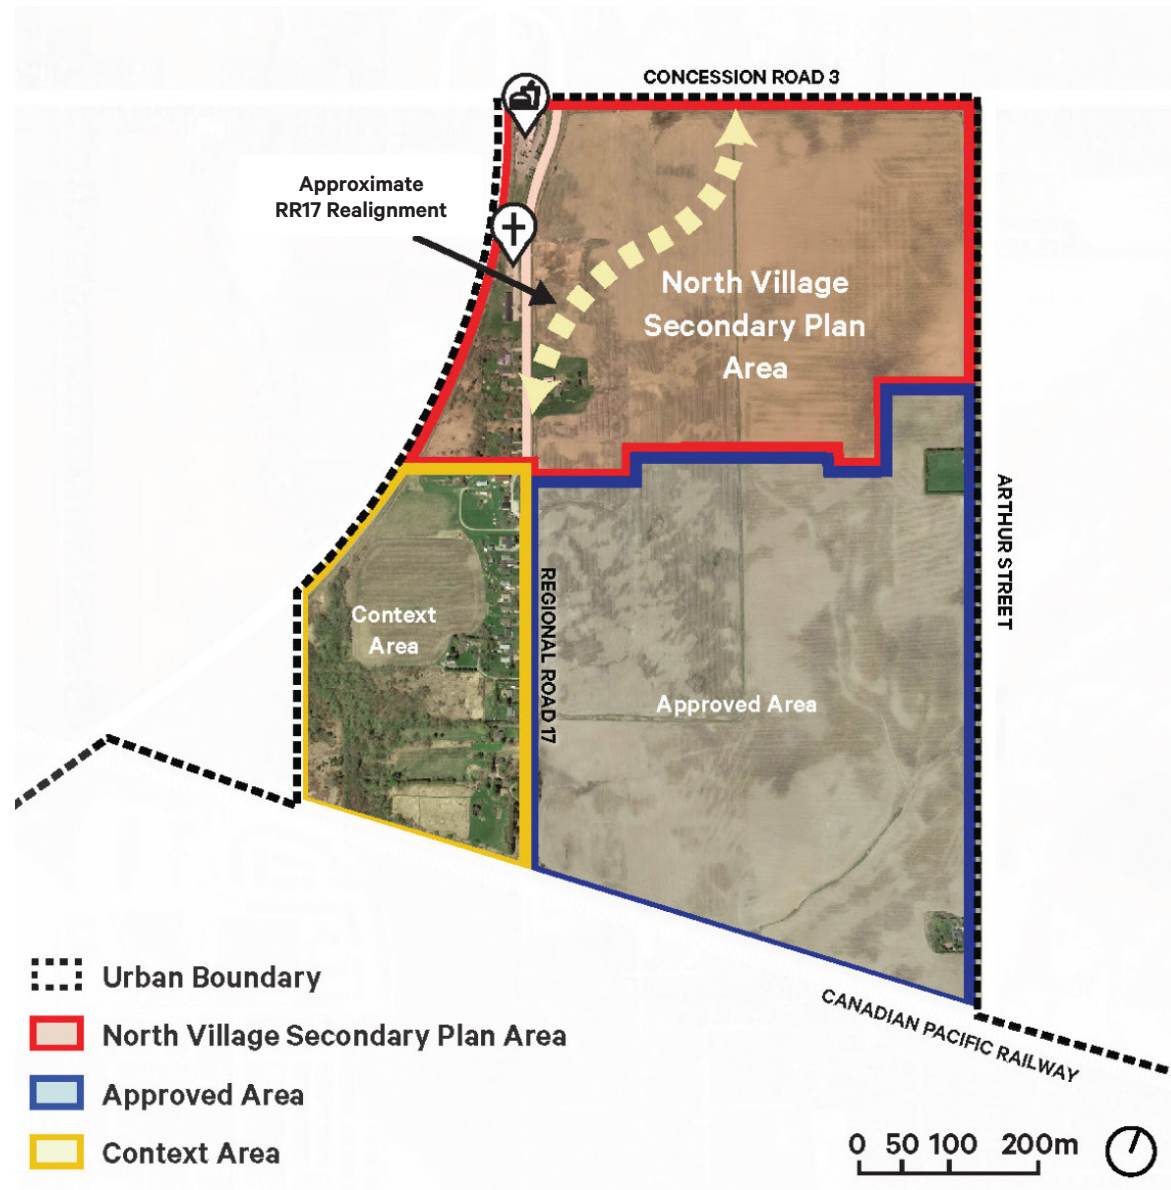 CONCESSION ROAD 3
Approximate
RR17 Realignment
North Village
Secondary Plan
Area
ARTHUR STREET
REGIONAL ROAD 17
Context
Area
Approved Area
CANADIAN PACIFIC RAILWAY
Urban Boundary
North Village Secondary Plan Area
Approved Area
Context Area
0 50 100 200m